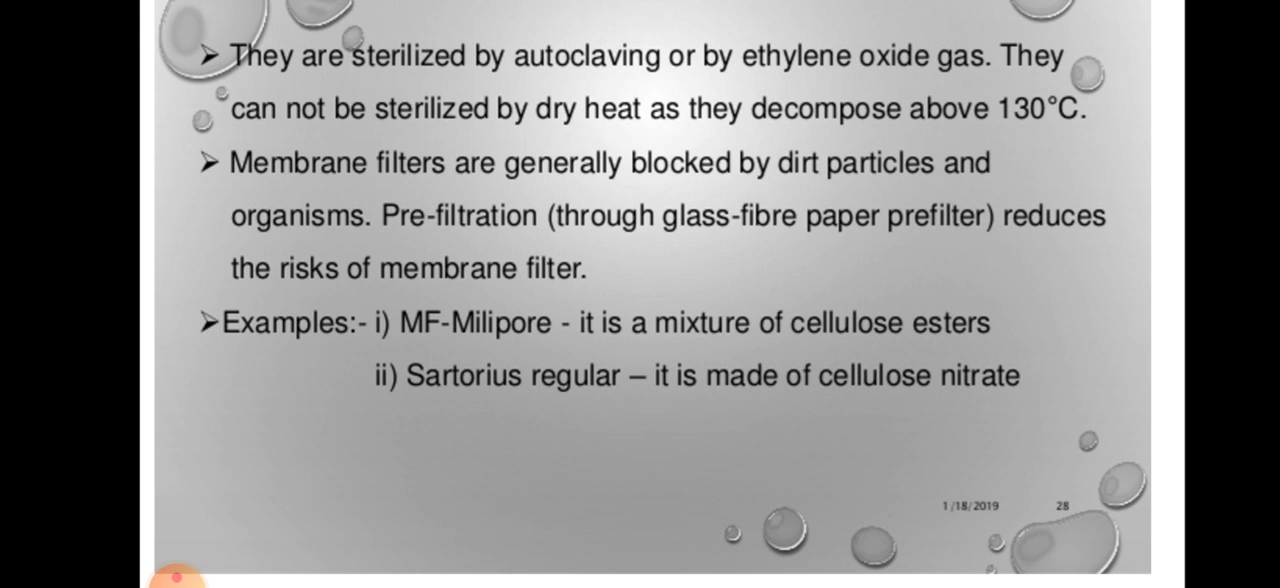 ➢ They are sterilized by autoclaving or by ethylene oxide gas. They
can not be sterilized by dry heat as they decompose above 130°C.
➢ Membrane filters are generally blocked by dirt particles and
organisms. Pre-filtration (through glass-fibre paper prefilter) reduces
the risks of membrane filter.
➢Examples:- i) MF-Milipore - it is a mixture of cellulose esters
ii) Sartorius regular – it is made of cellulose nitrate
1/18/2019 28